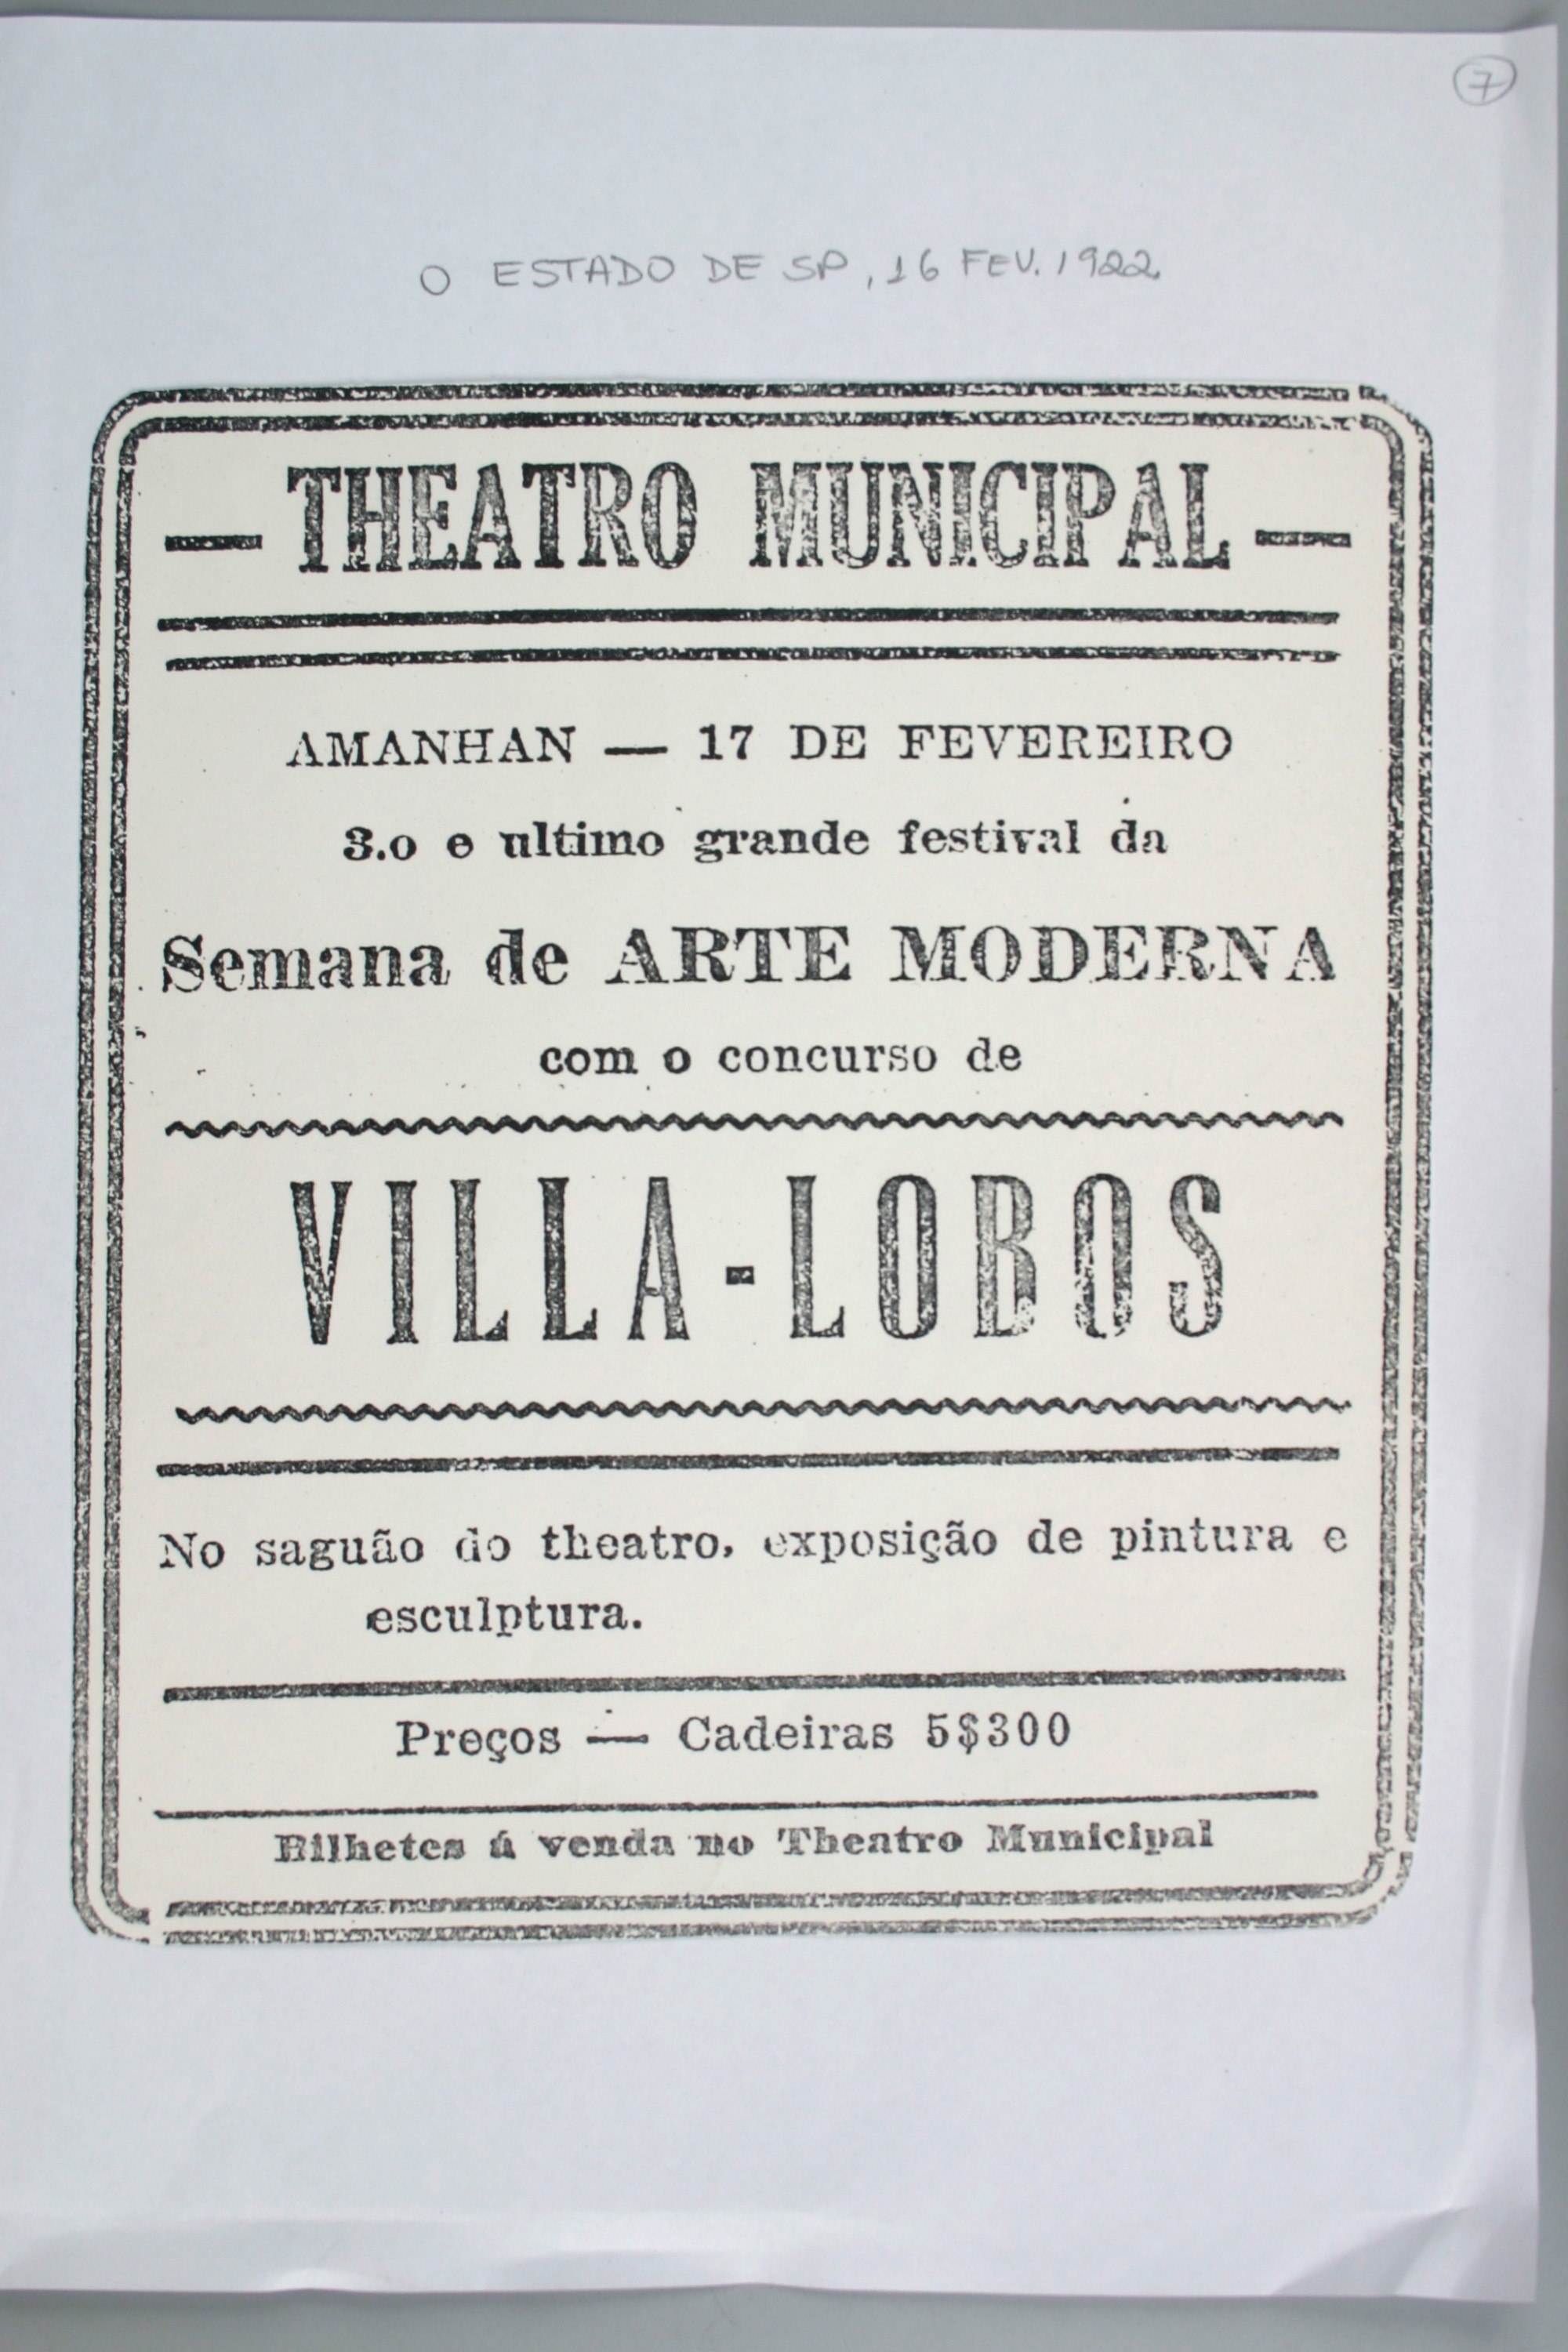 7
O ESTADO DE SP, 16 FEV. 1922
— THEATRO MUNICIPAL —
AMANHAN — 17 DE FEVEREIRO
3.o e ultimo grande festival da
Semana de ARTE MODERNA
com o concurso de
VILLA-LOBOS
No saguão do theatro, exposição de pintura e
esculptura.
Preços — Cadeiras 5$300
Bilhetes á venda no Theatro Municipal